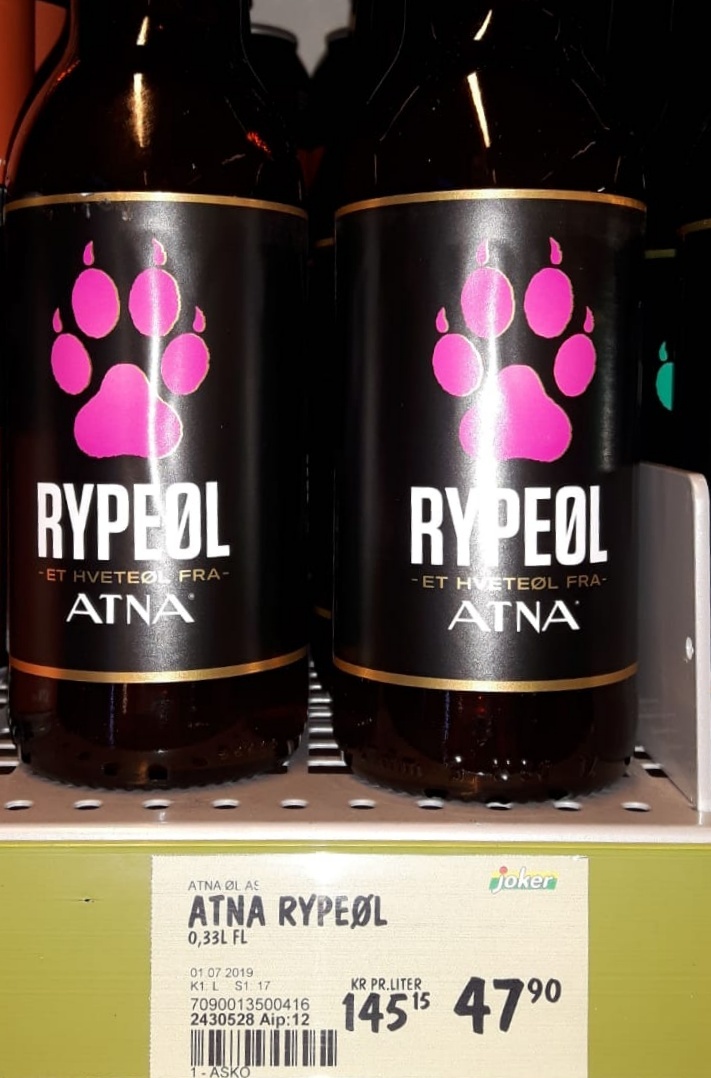 RYPEØL
-ET HVETEØL FRA-
ATNA®
RYPEØL
-ET HVETEØL FRA-
ATNA®
ATNA ØL AS
joker
ATNA RYPEØL
0,33L FL
01 07 2019
K1 L S1 17
KR PR.LITER
7090013500416
145 15
47 90
2430528 Aip:12
1 - ASKO